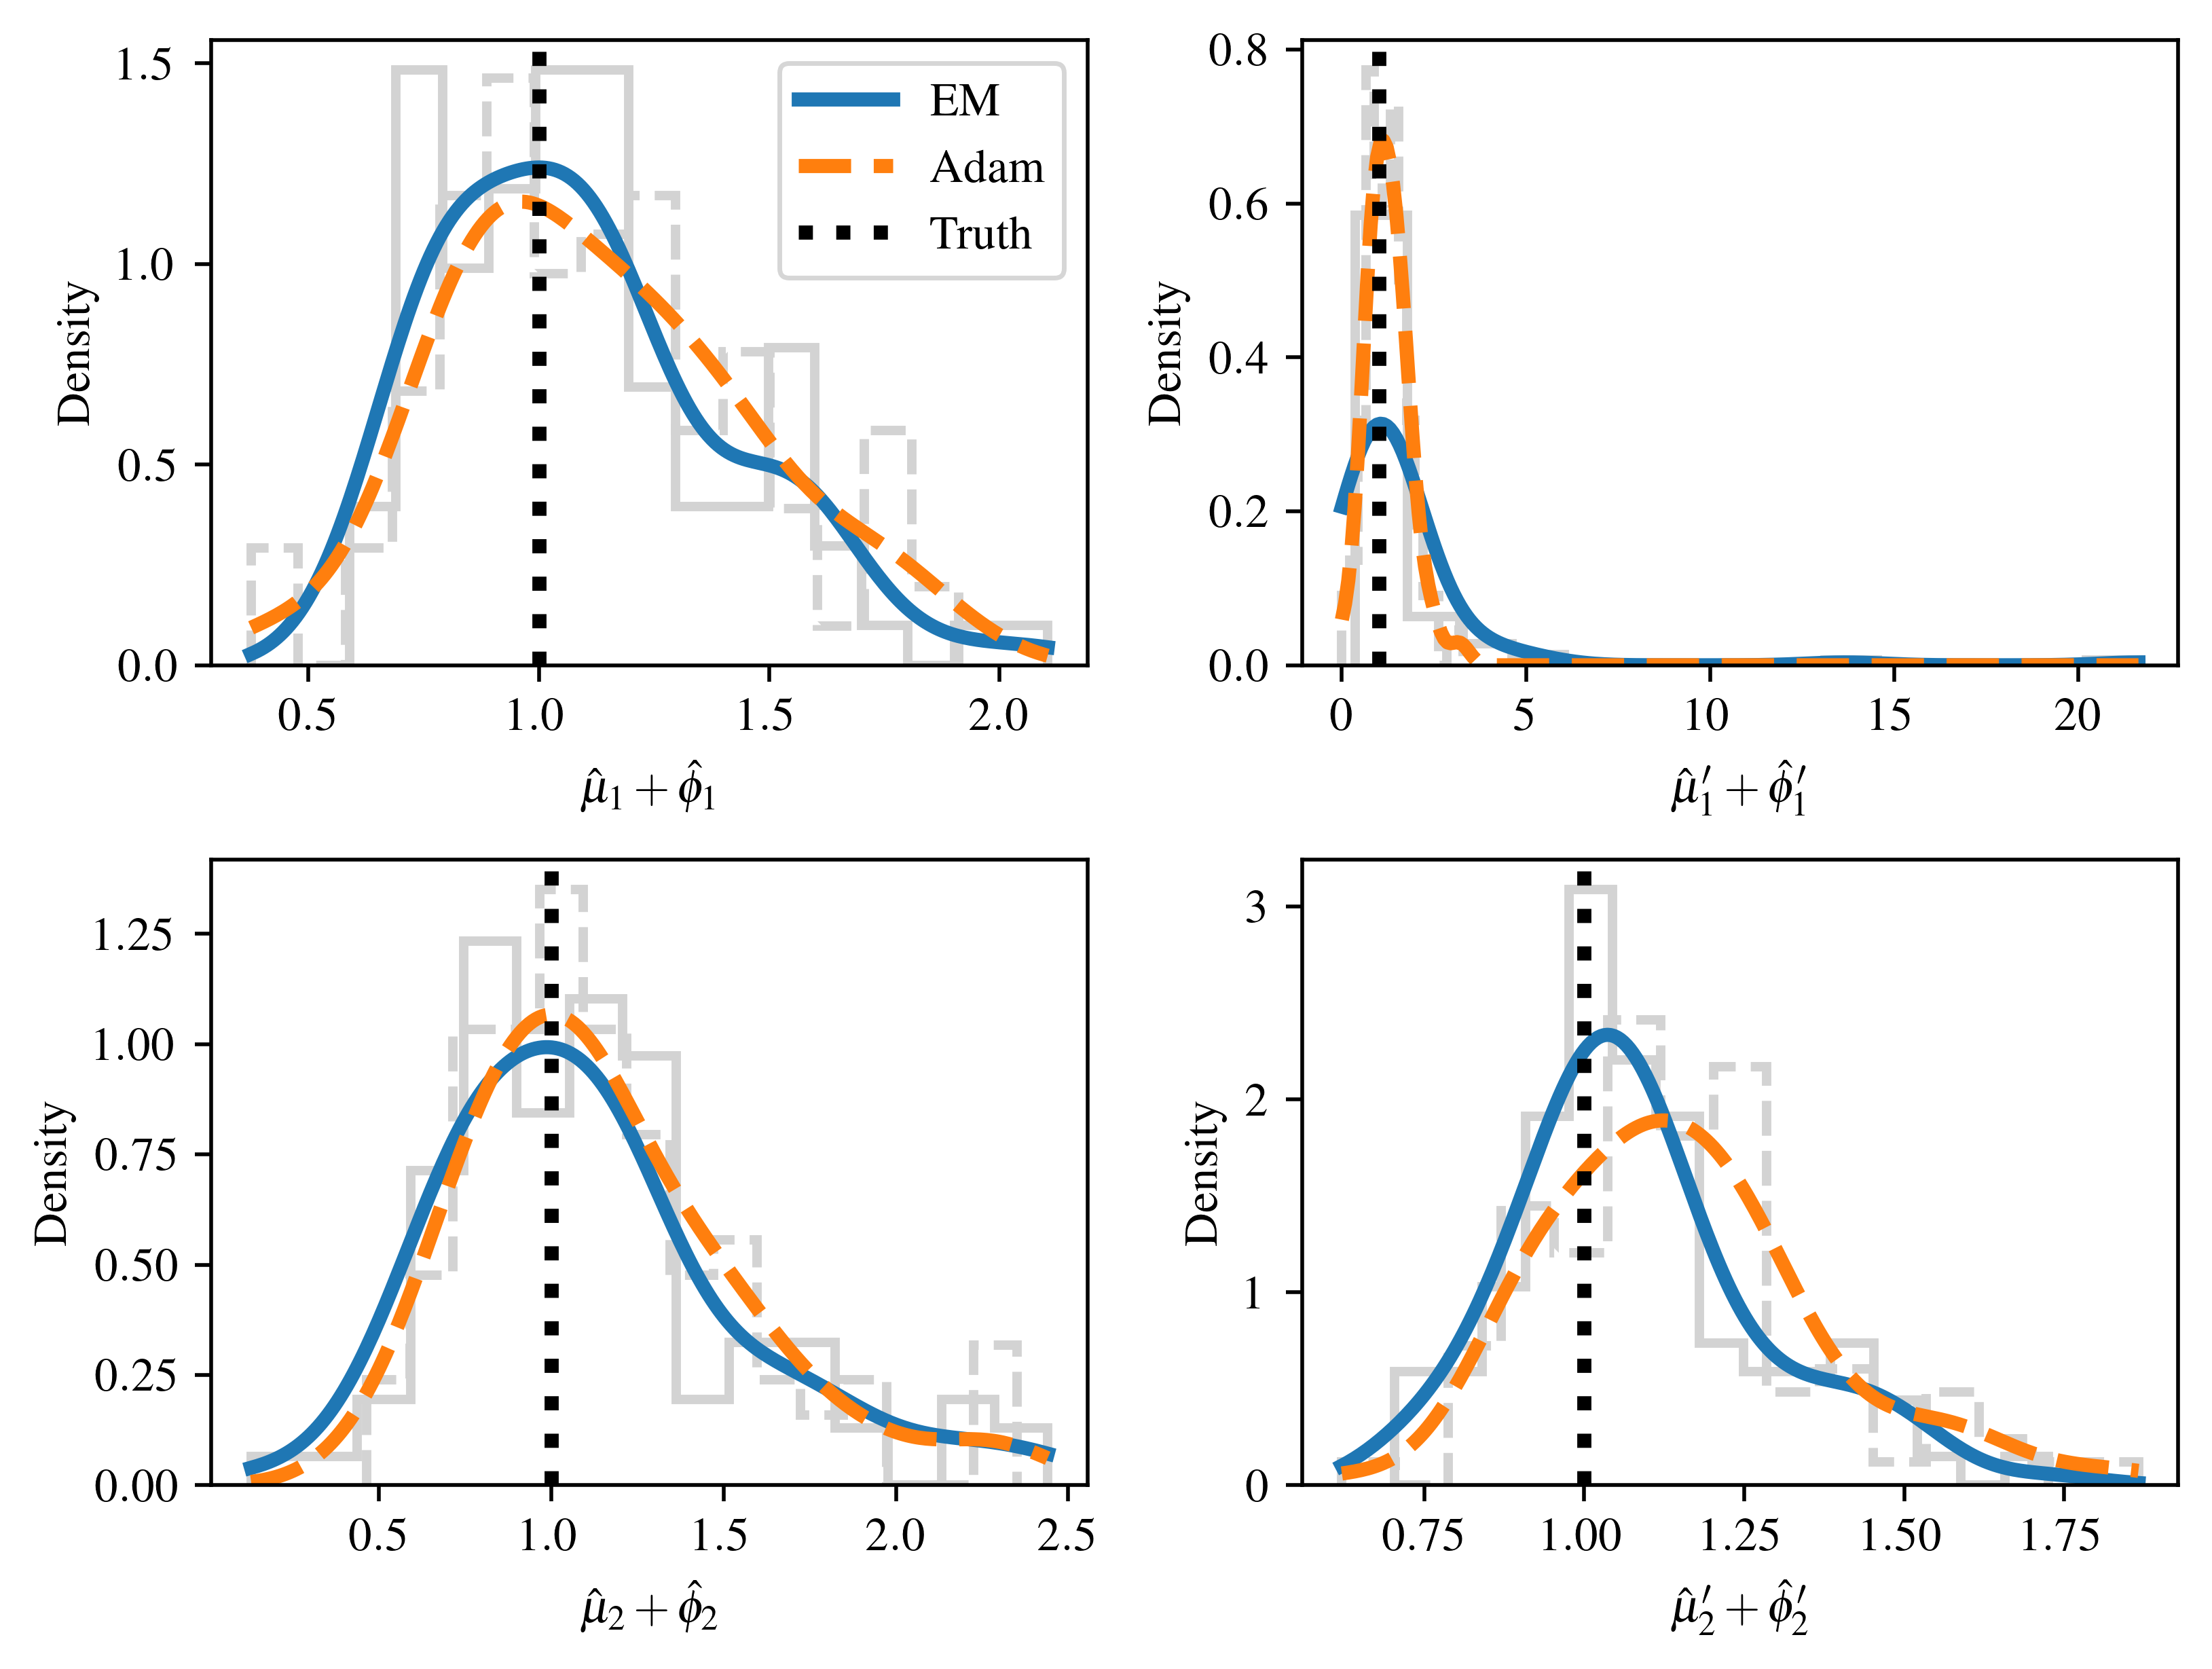 1.5
1.0
0.5
0.0
Density
0.5 1.0 1.5 2.0
μ̂₁ + φ̂₁
EM
Adam
Truth
0.8
0.6
0.4
0.2
0.0
Density
0 5 10 15 20
μ̂′₁ + φ̂′₁
1.25
1.00
0.75
0.50
0.25
0.00
Density
0.5 1.0 1.5 2.0 2.5
μ̂₂ + φ̂₂
3
2
1
0
Density
0.75 1.00 1.25 1.50 1.75
μ̂′₂ + φ̂′₂